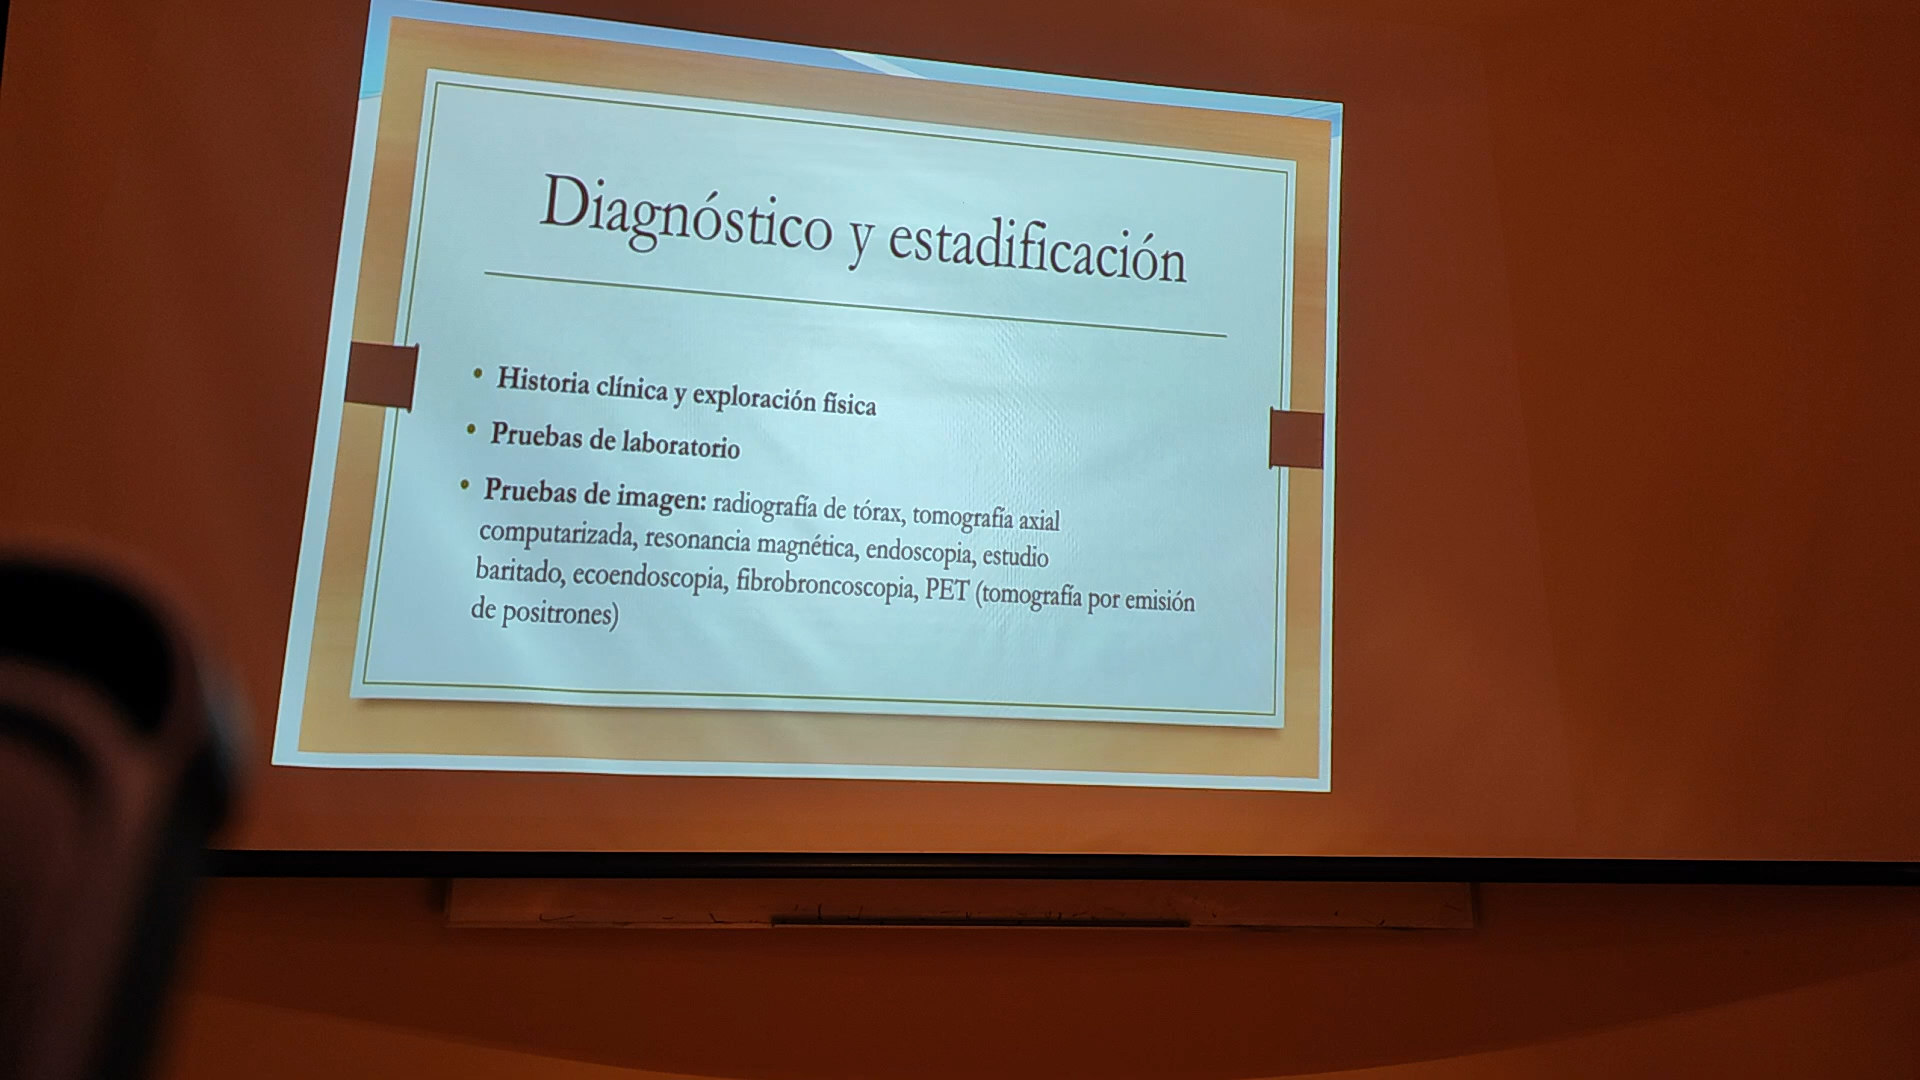 Diagnóstico y estadificación
• Historia clínica y exploración física
• Pruebas de laboratorio
• Pruebas de imagen: radiografía de tórax, tomografía axial
computarizada, resonancia magnética, endoscopia, estudio
baritado, ecoendoscopia, fibrobroncoscopia, PET (tomografía por emisión
de positrones)